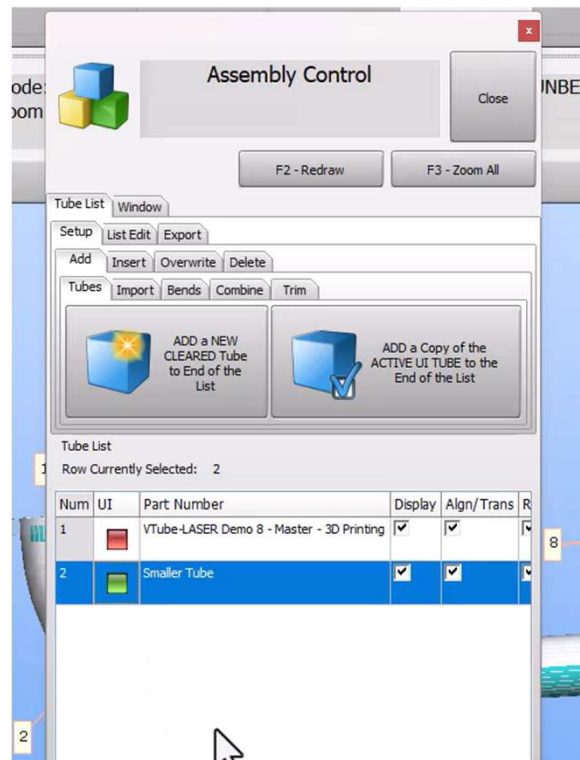 x
Assembly Control
Close
ode:
UNBE
oom
F2 - Redraw
F3 - Zoom All
Tube List
Window
Setup
List Edit
Export
Add
Insert
Overwrite
Delete
Tubes
Import
Bends
Combine
Trim
ADD a NEW
CLEARED Tube
to End of the
List
ADD a Copy of the
ACTIVE UI TUBE to the
End of the List
Tube List
Row Currently Selected: 2
Num UI Part Number Display Algn/Trans R
1 VTube-LASER Demo 8 - Master - 3D Printing
2 Smaller Tube
8
2